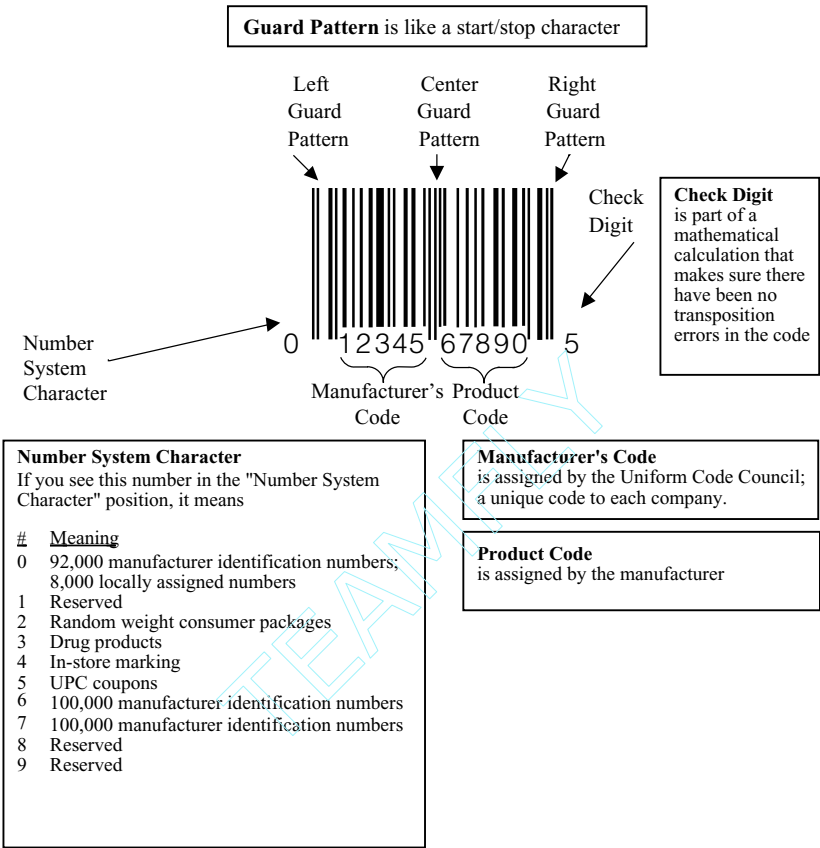 Guard Pattern is like a start/stop character
Left
Guard
Pattern
Center
Guard
Pattern
Right
Guard
Pattern
Check
Digit
Check Digit
is part of a
mathematical
calculation that
makes sure there
have been no
transposition
errors in the code
Number
System
Character
0 12345 67890 5
Manufacturer's
Code
Product
Code
Number System Character
If you see this number in the "Number System
Character" position, it means
# Meaning
0 92,000 manufacturer identification numbers;
8,000 locally assigned numbers
1 Reserved
2 Random weight consumer packages
3 Drug products
4 In-store marking
5 UPC coupons
6 100,000 manufacturer identification numbers
7 100,000 manufacturer identification numbers
8 Reserved
9 Reserved
Manufacturer's Code
is assigned by the Uniform Code Council;
a unique code to each company.
Product Code
is assigned by the manufacturer
TEAMFLY